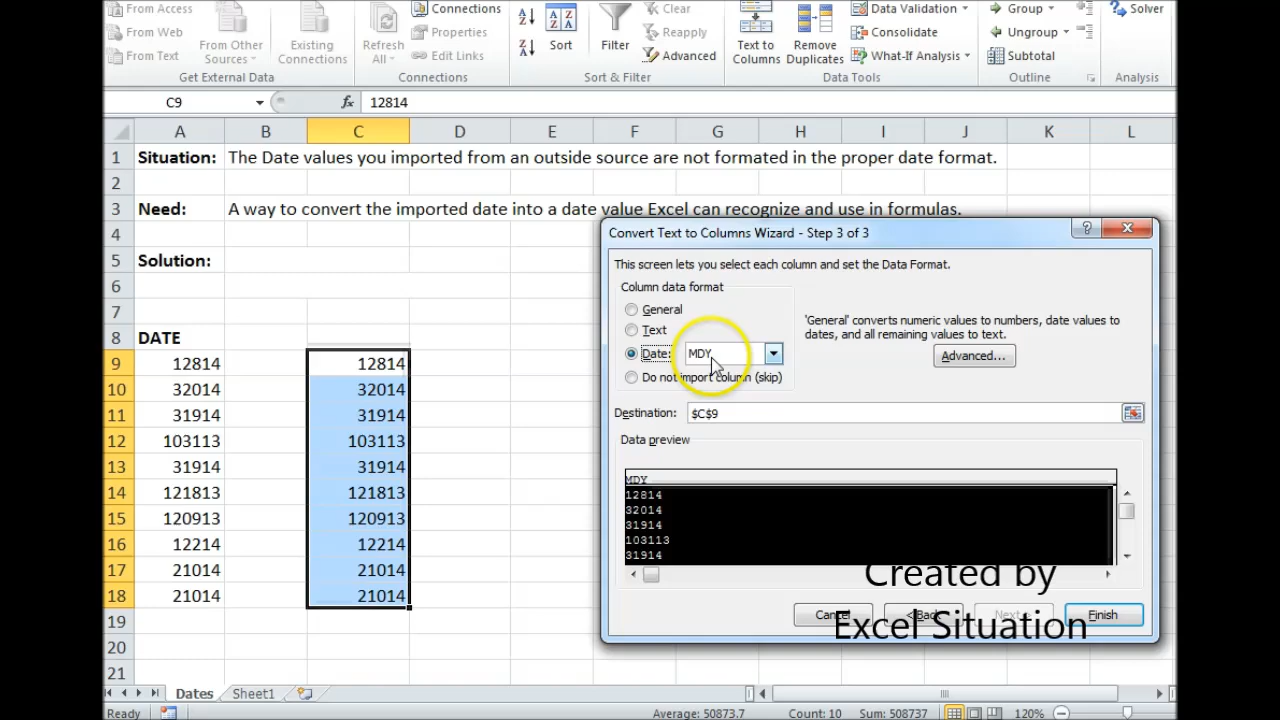 From Access
From Web
From Text
From Other Sources
Existing Connections
Get External Data
Refresh All
Connections
Properties
Edit Links
Connections
Sort
Filter
Clear
Reapply
Advanced
Sort & Filter
Text to Columns
Remove Duplicates
Data Validation
Consolidate
What-If Analysis
Data Tools
Group
Ungroup
Subtotal
Outline
Solver
Analysis
C9 fx 12814
A B C D E F G H I J K L
1 Situation: The Date values you imported from an outside source are not formated in the proper date format.
2
3 Need: A way to convert the imported date into a date value Excel can recognize and use in formulas.
4
5 Solution:
6
7
8 DATE
9 12814 12814
10 32014 32014
11 31914 31914
12 103113 103113
13 31914 31914
14 121813 121813
15 120913 120913
16 12214 12214
17 21014 21014
18 21014 21014
19
20
21
Convert Text to Columns Wizard - Step 3 of 3
This screen lets you select each column and set the Data Format.
Column data format
General
Text
Date: MDY
Do not import column (skip)
'General' converts numeric values to numbers, date values to
dates, and all remaining values to text.
Advanced...
Destination: $C$9
Data preview
MDY
12814
32014
31914
103113
31914
Cancel < Back Next > Finish
Created by
Excel Situation
Dates Sheet1
Ready Average: 50873.7 Count: 10 Sum: 508737 120%